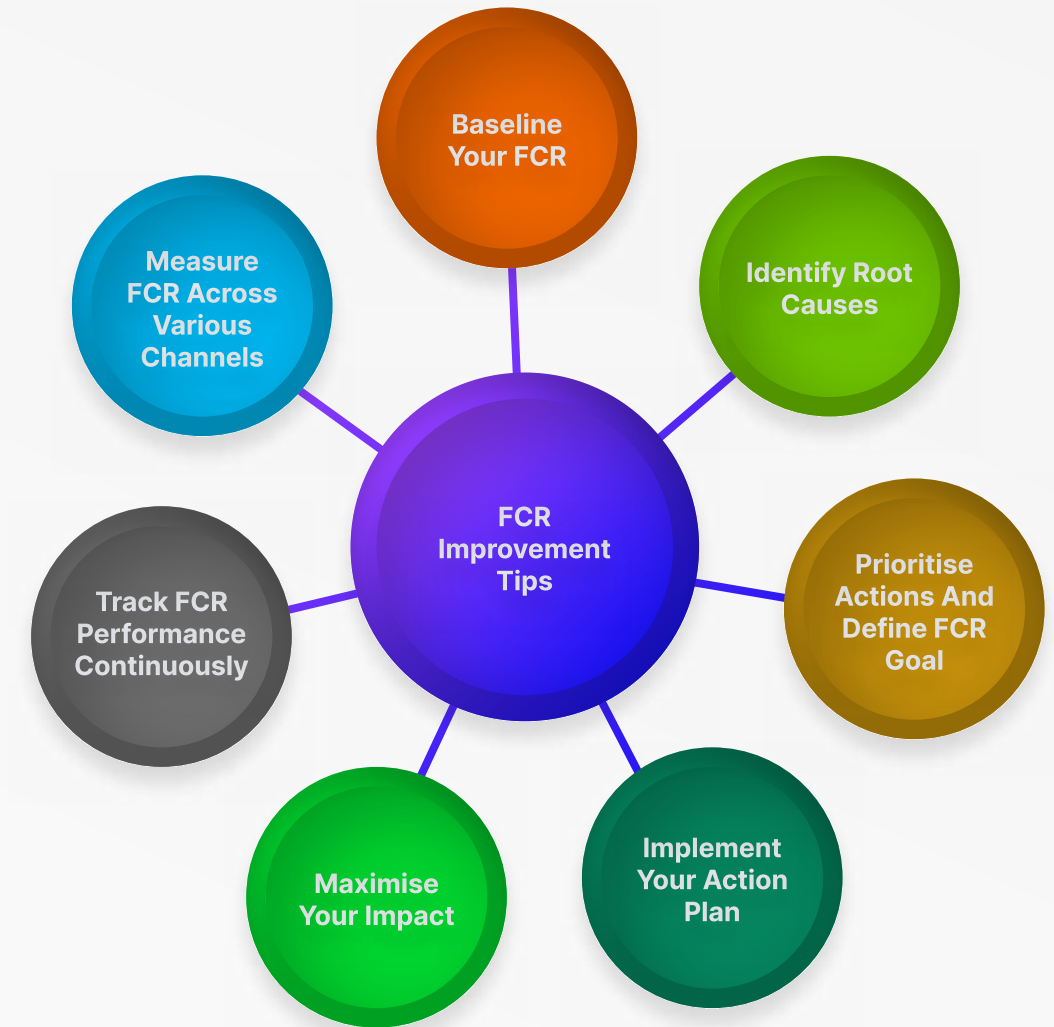 Baseline
Your FCR
Identify Root
Causes
Prioritise
Actions And
Define FCR
Goal
Implement
Your Action
Plan
Maximise
Your Impact
Track FCR
Performance
Continuously
Measure
FCR Across
Various
Channels
FCR
Improvement
Tips